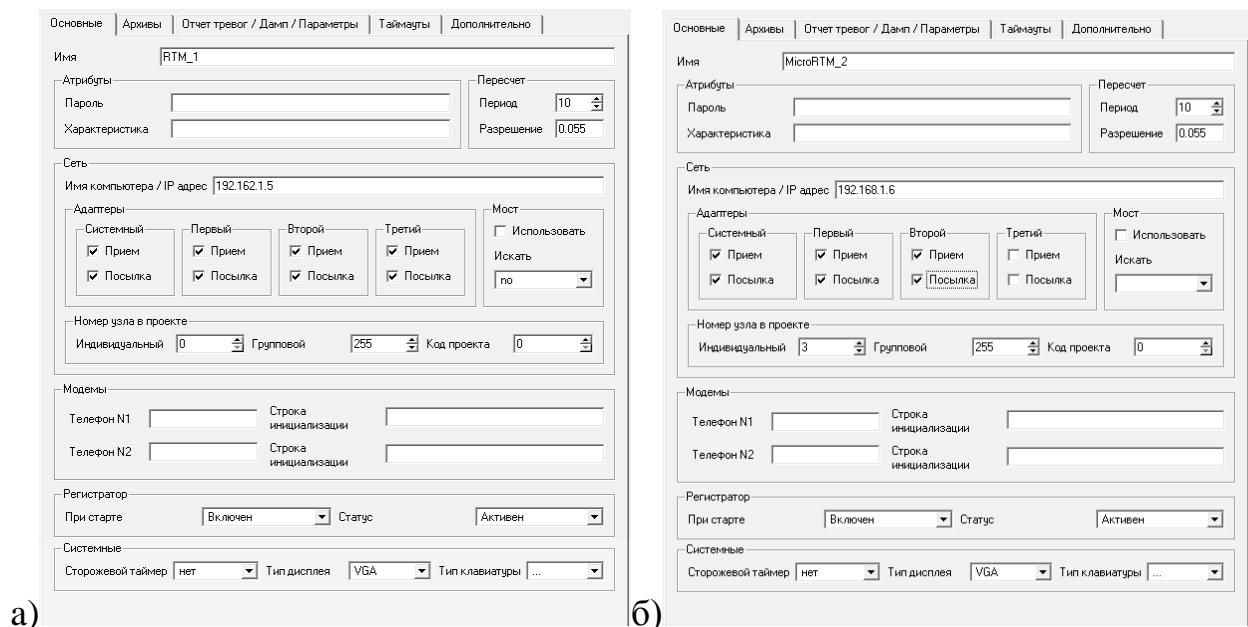 Основные Архивы Отчет тревог / Дамп / Параметры Таймауты Дополнительно
Имя RTM_1
Атрибуты Пересчет
Пароль Период 10
Характеристика Разрешение 0.055
Сеть
Имя компьютера / IP адрес 192.162.1.5
Адаптеры Мост
Системный Первый Второй Третий Использовать
Прием Прием Прием Прием Искать
Посылка Посылка Посылка Посылка no
Номер узла в проекте
Индивидуальный 0 Групповой 255 Код проекта 0
Модемы
Телефон N1 Строка инициализации
Телефон N2 Строка инициализации
Регистратор
При старте Включен Статус Активен
Системные
Сторожевой таймер нет Тип дисплея VGA Тип клавиатуры ...
а)
Основные Архивы Отчет тревог / Дамп / Параметры Таймауты Дополнительно
Имя MicroRTM_2
Атрибуты Пересчет
Пароль Период 10
Характеристика Разрешение 0.055
Сеть
Имя компьютера / IP адрес 192.168.1.6
Адаптеры Мост
Системный Первый Второй Третий Использовать
Прием Прием Прием Прием Искать
Посылка Посылка Посылка Посылка
Номер узла в проекте
Индивидуальный 3 Групповой 255 Код проекта 0
Модемы
Телефон N1 Строка инициализации
Телефон N2 Строка инициализации
Регистратор
При старте Включен Статус Активен
Системные
Сторожевой таймер нет Тип дисплея VGA Тип клавиатуры ...
б)